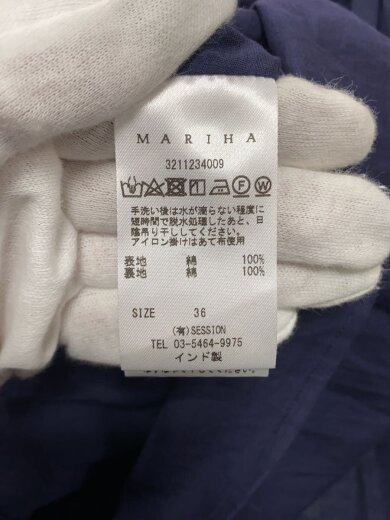 MARIHA
3211234009
手洗い後は水が滴らない程度に
短時間で脱水処理したあと、日
陰吊り干ししてください。
アイロン掛けはあて布使用
表地 綿 100%
裏地 綿 100%
SIZE 36
(有)SESSION
TEL 03-5464-9975
インド製